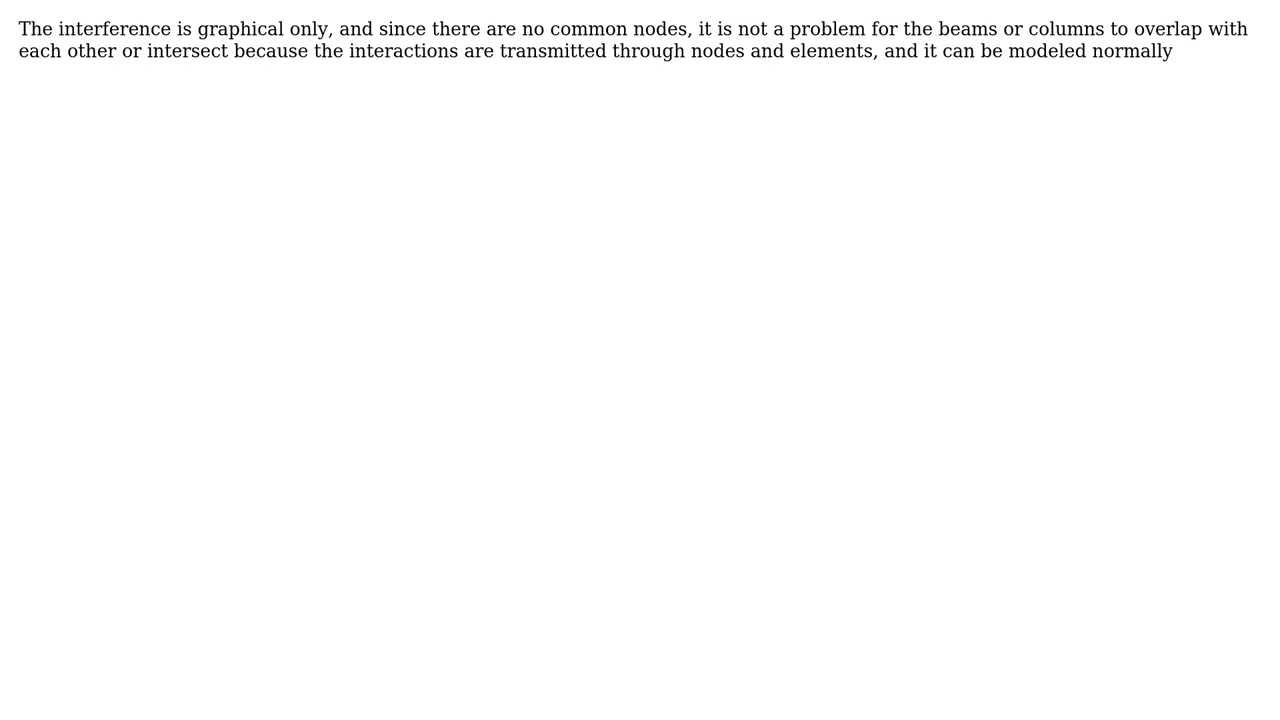 The interference is graphical only, and since there are no common nodes, it is not a problem for the beams or columns to overlap with
each other or intersect because the interactions are transmitted through nodes and elements, and it can be modeled normally